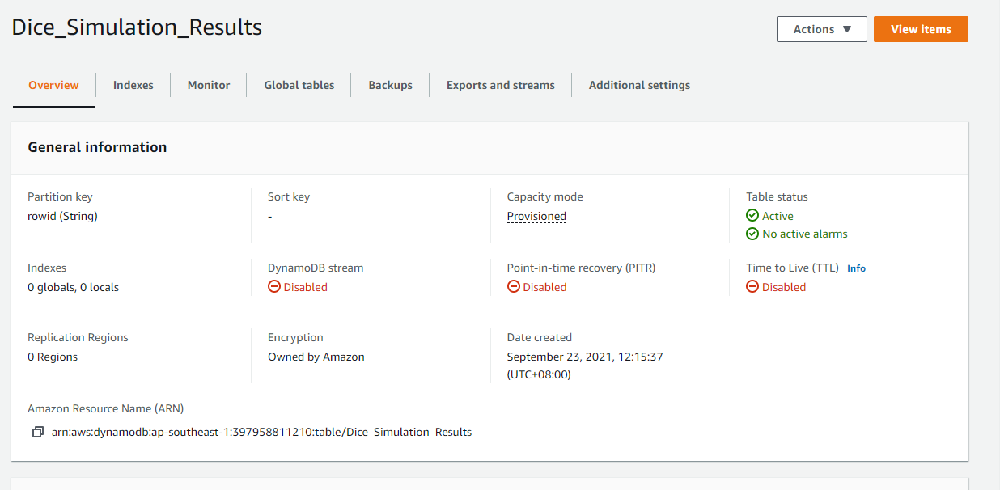 Dice_Simulation_Results
Actions
View items
Overview
Indexes
Monitor
Global tables
Backups
Exports and streams
Additional settings
General information
Partition key
rowid (String)
Sort key
-
Capacity mode
Provisioned
Table status
Active
No active alarms
Indexes
0 globals, 0 locals
DynamoDB stream
Disabled
Point-in-time recovery (PITR)
Disabled
Time to Live (TTL) Info
Disabled
Replication Regions
0 Regions
Encryption
Owned by Amazon
Date created
September 23, 2021, 12:15:37
(UTC+08:00)
Amazon Resource Name (ARN)
arn:aws:dynamodb:ap-southeast-1:397958811210:table/Dice_Simulation_Results